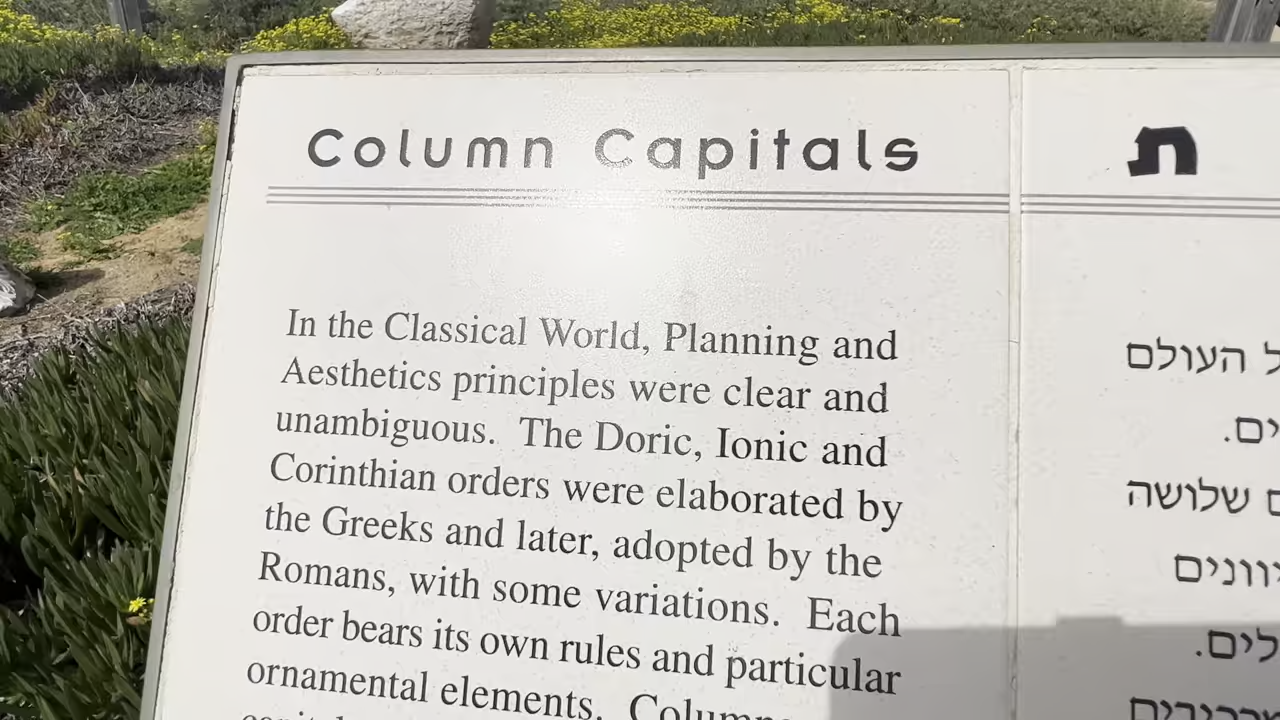 Column Capitals
In the Classical World, Planning and
Aesthetics principles were clear and
unambiguous. The Doric, Ionic and
Corinthian orders were elaborated by
the Greeks and later, adopted by the
Romans, with some variations. Each
order bears its own rules and particular
ornamental elements. Column
ת
העולם
שלושה